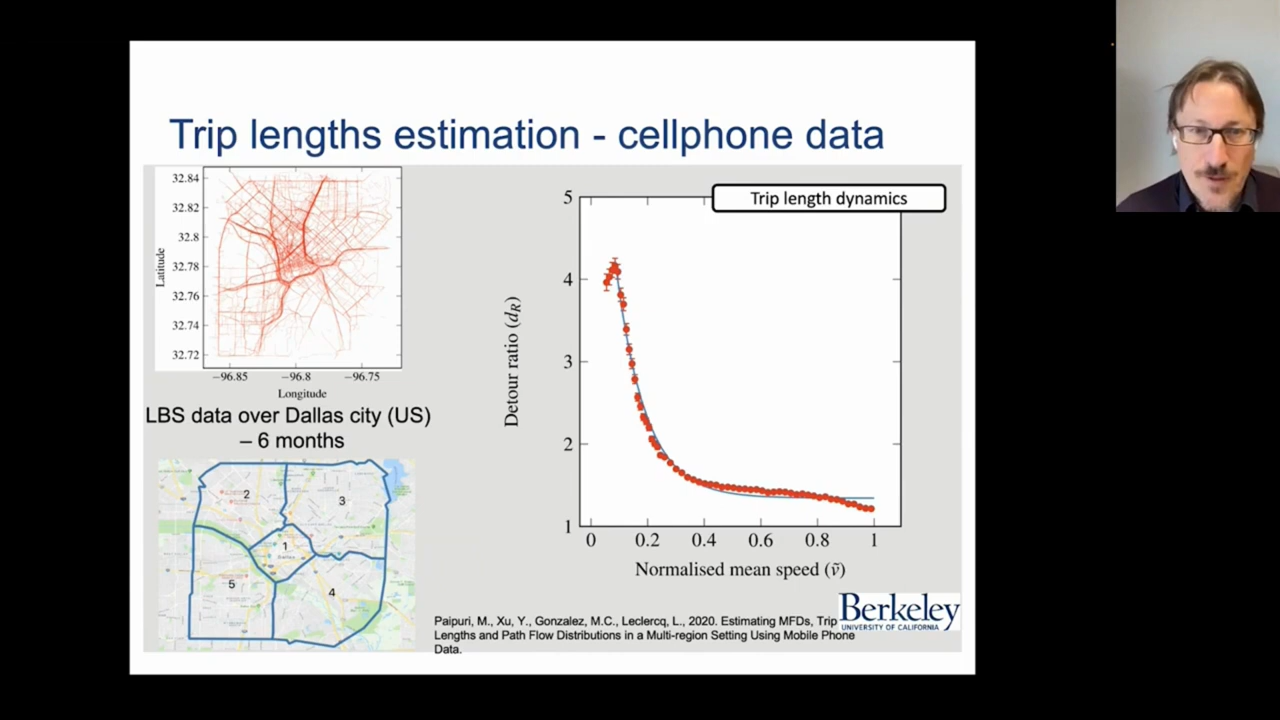 Trip lengths estimation - cellphone data
32.84
32.82
32.8
32.78
32.76
32.74
32.72
Latitude
−96.85 −96.8 −96.75
Longitude
LBS data over Dallas city (US)
– 6 months
2
3
1
5
4
Trip length dynamics
5
4
3
2
1
Detour ratio (dR)
0 0.2 0.4 0.6 0.8 1
Normalised mean speed (ṽ)
Paipuri, M., Xu, Y., Gonzalez, M.C., Leclercq, L., 2020. Estimating MFDs, Trip
Lengths and Path Flow Distributions in a Multi-region Setting Using Mobile Phone
Data.
Berkeley
UNIVERSITY OF CALIFORNIA